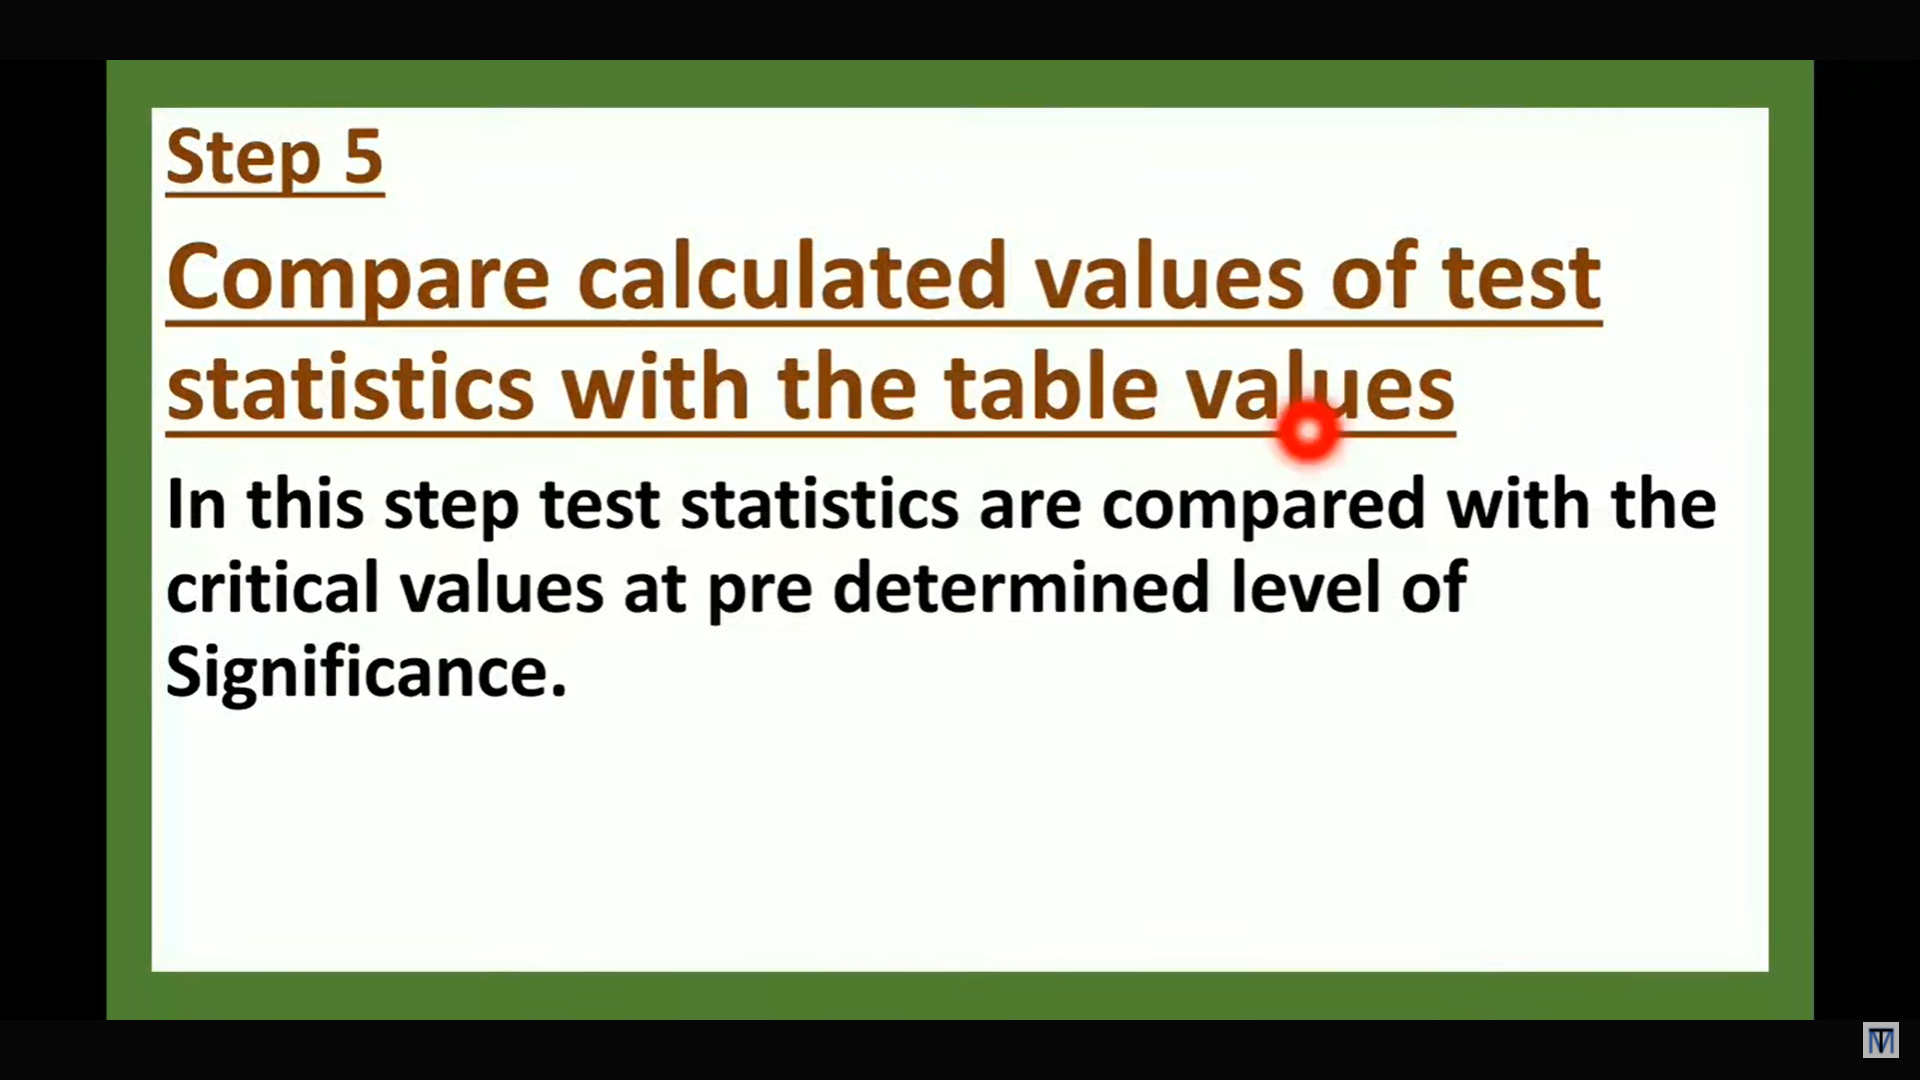 Step 5
Compare calculated values of test
statistics with the table values
In this step test statistics are compared with the
critical values at pre determined level of
Significance.
TM